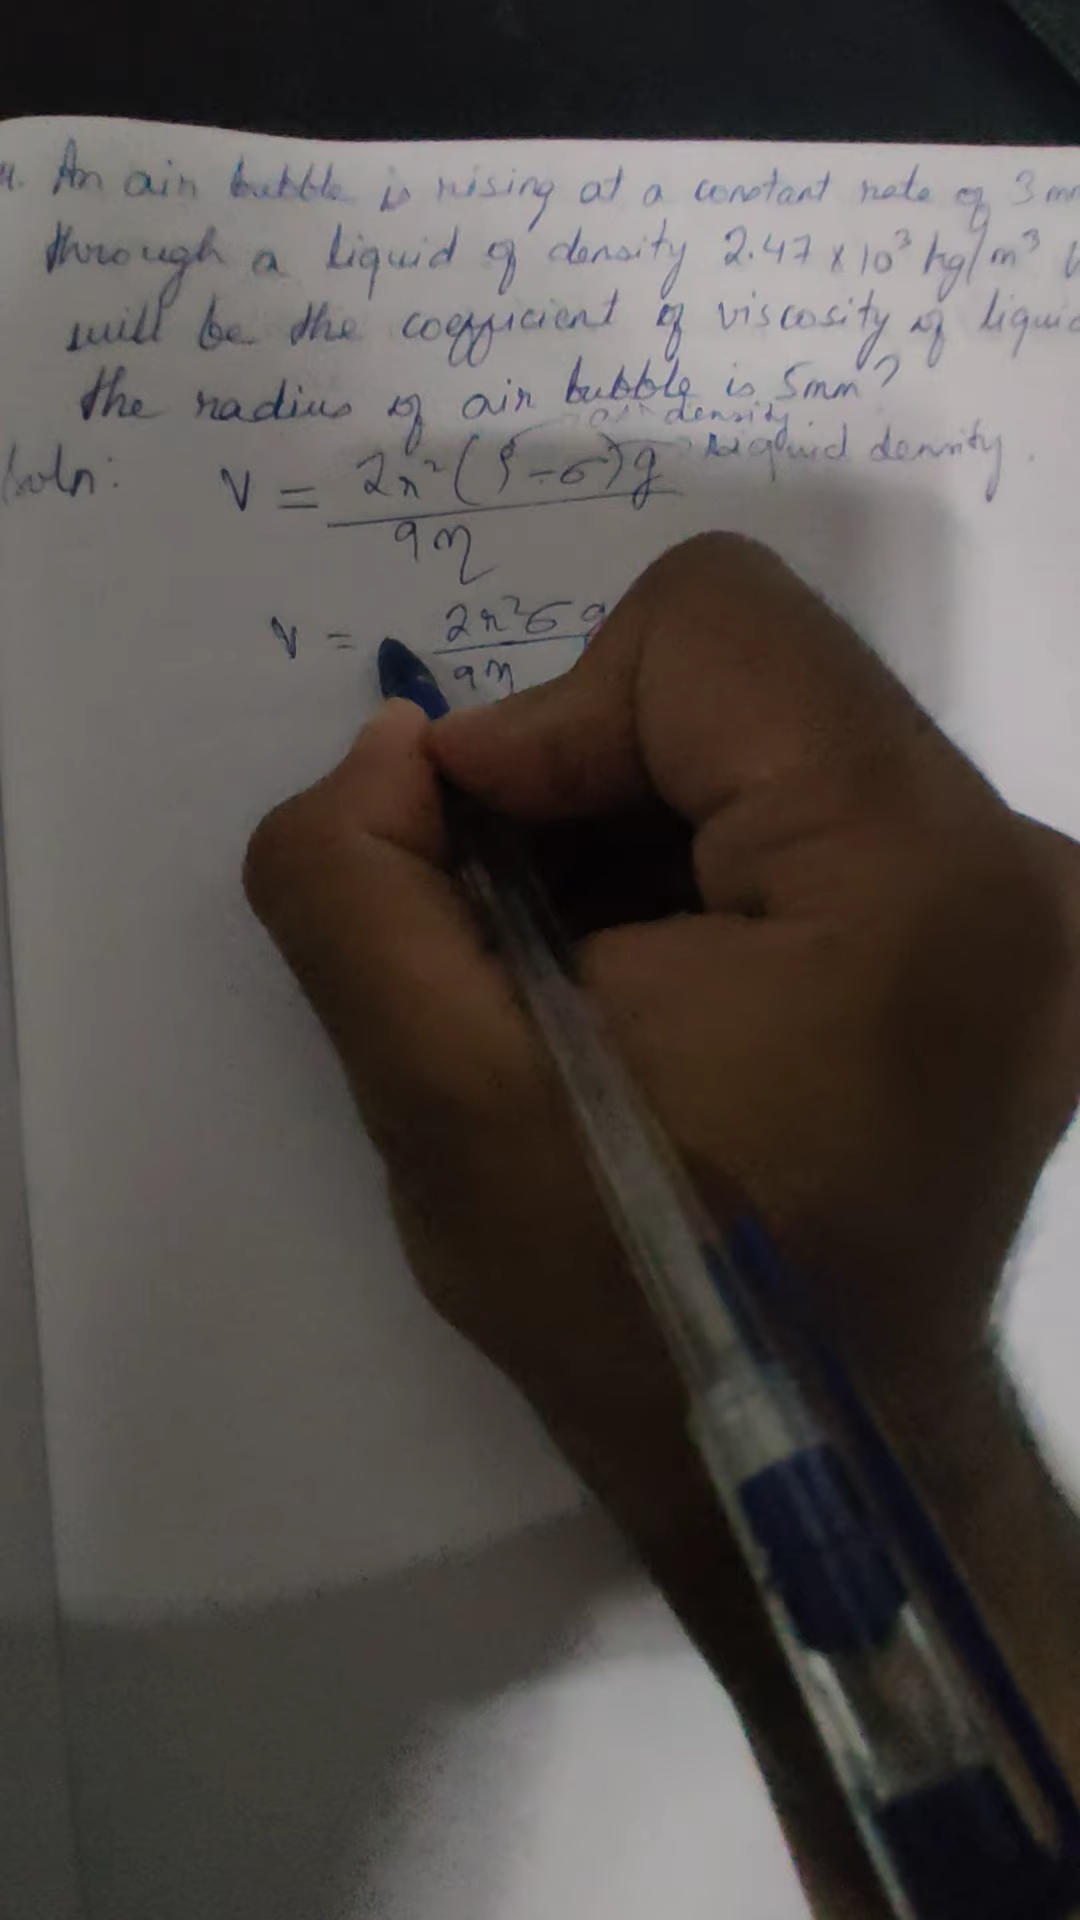 An air bubble is rising at a constant rate of 3
through a liquid of density 2.47 x 10³ kg/m³
will be the coefficient of viscosity of
the radius of air bubble is 5mm?
air density
Soln: V = 2r²(ρ-σ)g / 9η Liquid density.
V = 2r²σg / 9η